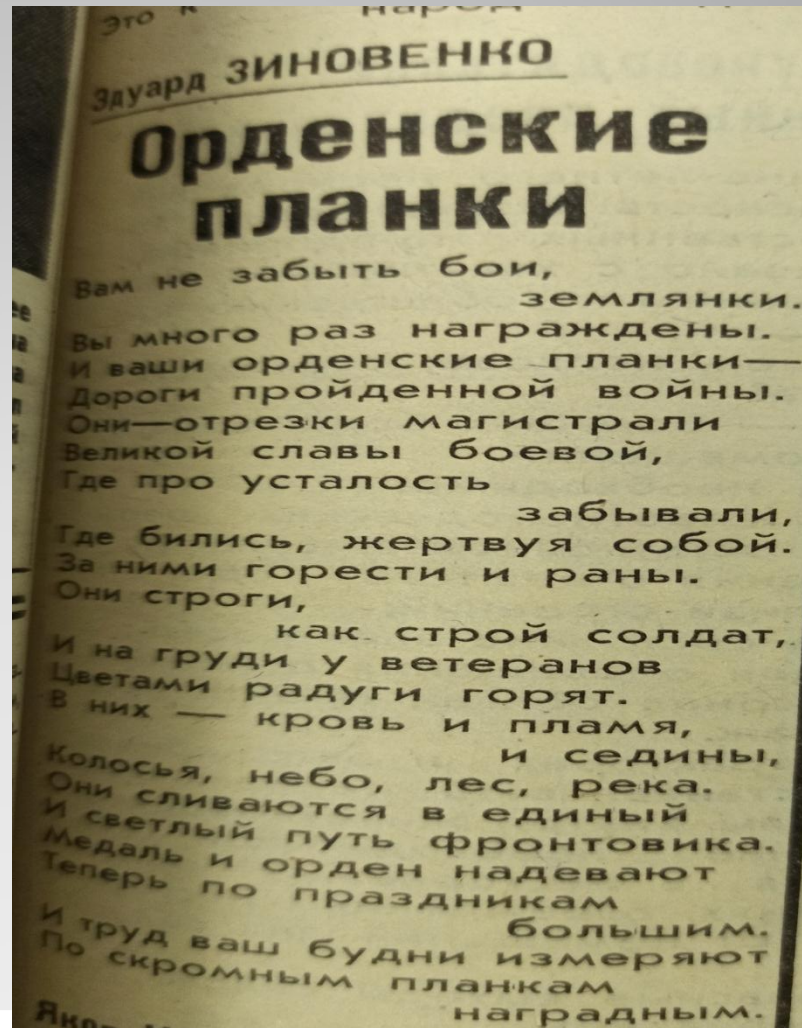 Это к народ
Эдуард ЗИНОВЕНКО
Орденские
планки
Вам не забыть бои,
землянки.
Вы много раз награждены.
И ваши орденские планки—
Дороги пройденной войны.
Они—отрезки магистрали
Великой славы боевой,
Где про усталость
забывали,
Где бились, жертвуя собой.
За ними горести и раны.
Они строги,
как строй солдат,
И на груди у ветеранов
Цветами радуги горят.
В них — кровь и пламя,
и седины,
Колосья, небо, лес, река.
Они сливаются в единый
И светлый путь фронтовика.
Медаль и орден надевают
Теперь по праздникам
большим.
И труд ваш будни измеряют
По скромным планкам
наградным.